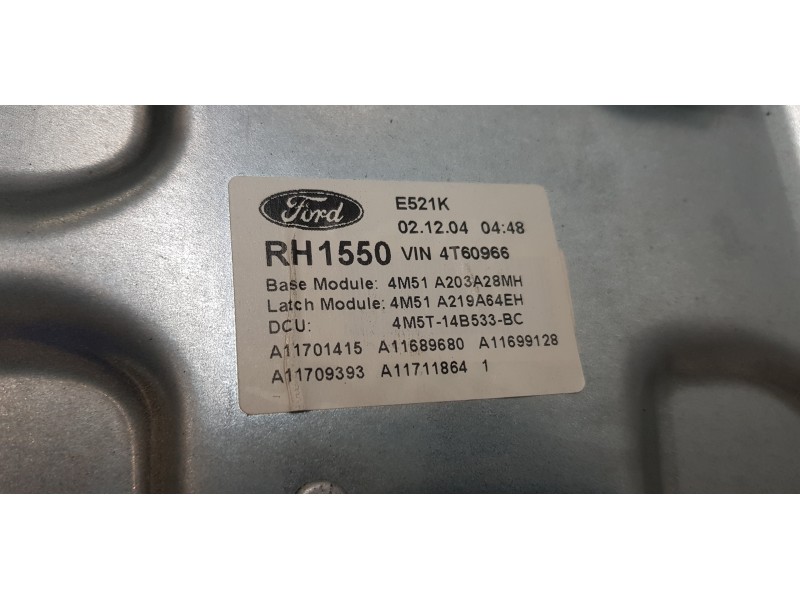 Ford E521K
02.12.04 04:48
RH1550 VIN 4T60966
Base Module: 4M51 A203A28MH
Latch Module: 4M51 A219A64EH
DCU: 4M5T-14B533-BC
A11701415 A11689680 A11699128
A11709393 A11711864 1